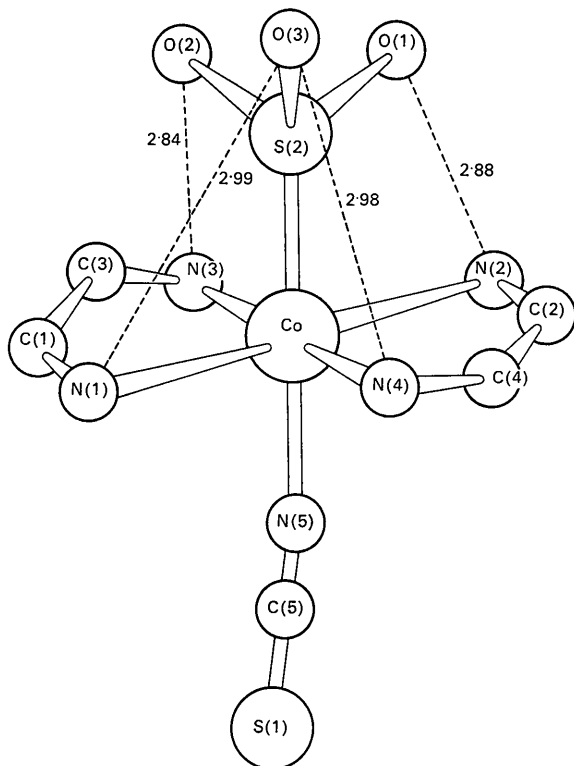 O(2)
O(3)
O(1)
S(2)
2·84
2·99
2·98
2·88
C(3)
N(3)
N(2)
C(2)
Co
C(1)
N(1)
N(4)
C(4)
N(5)
C(5)
S(1)